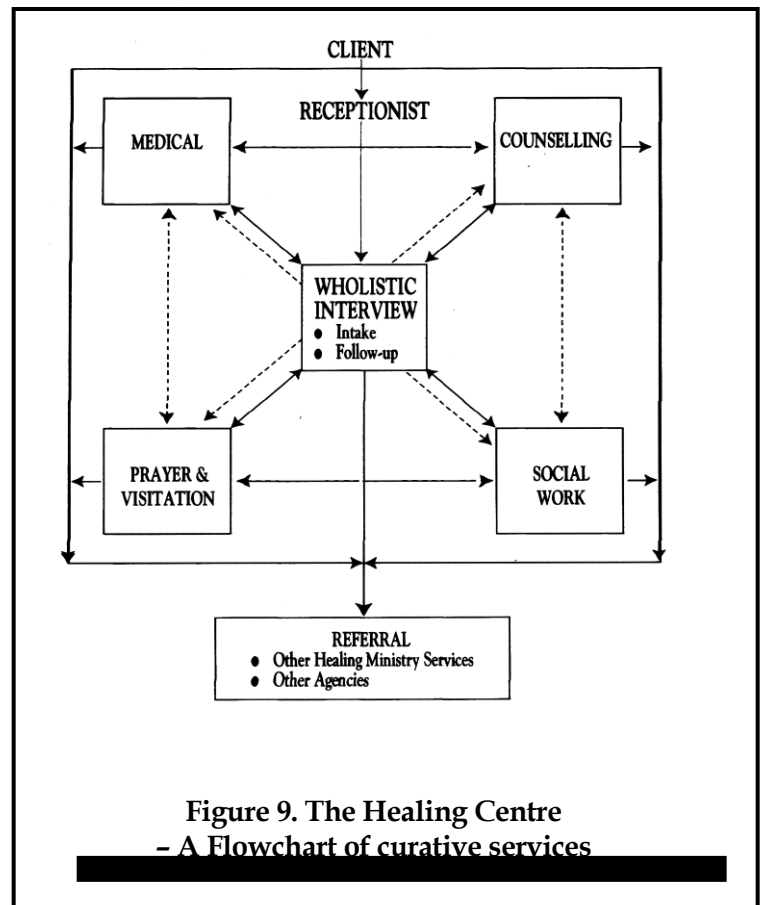 CLIENT
RECEPTIONIST
MEDICAL
COUNSELLING
WHOLISTIC
INTERVIEW
● Intake
● Follow-up
PRAYER &
VISITATION
SOCIAL
WORK
REFERRAL
● Other Healing Ministry Services
● Other Agencies
Figure 9. The Healing Centre
– A Flowchart of curative services